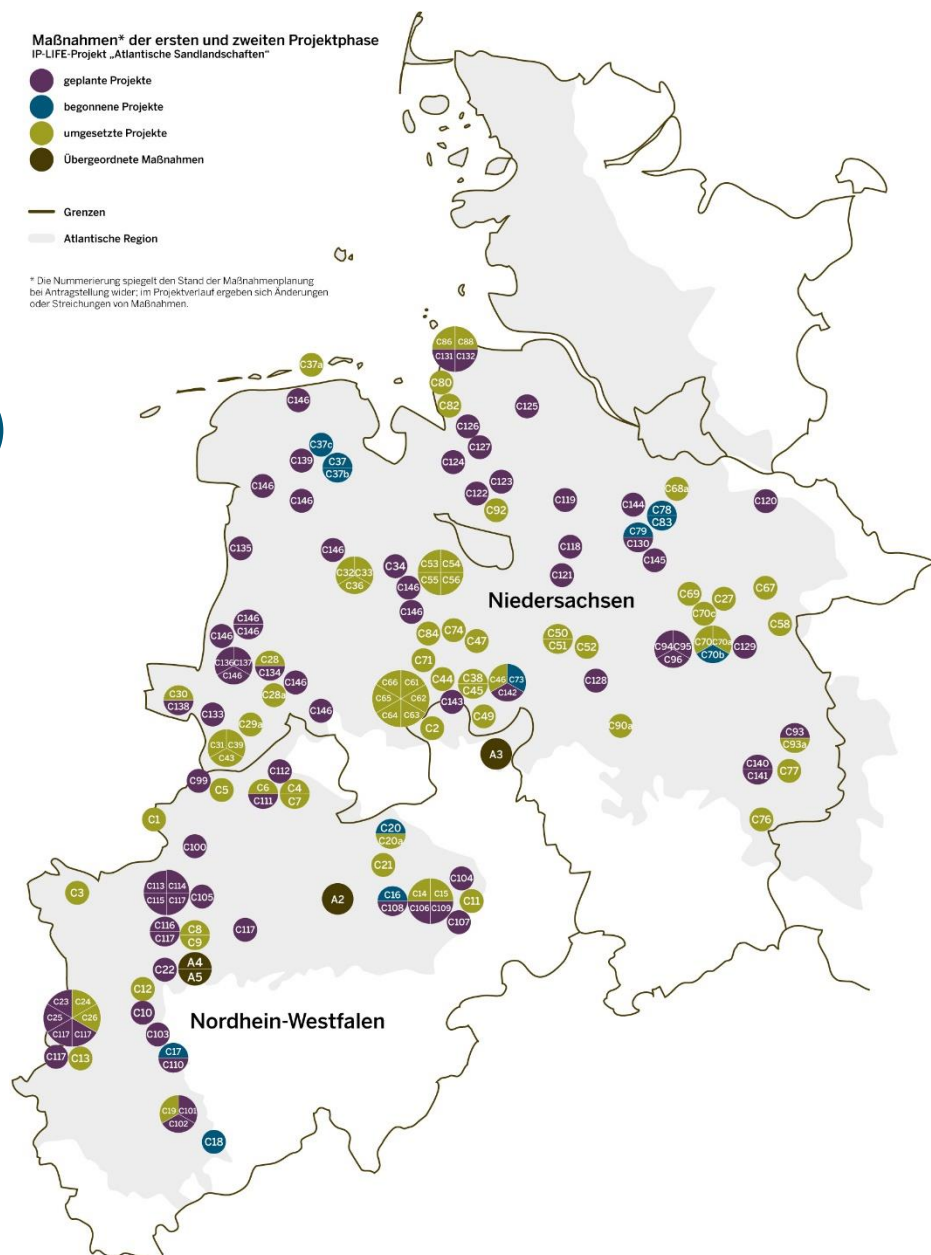 Maßnahmen* der ersten und zweiten Projektphase
IP-LIFE-Projekt „Atlantische Sandlandschaften“
geplante Projekte
begonnene Projekte
umgesetzte Projekte
Übergeordnete Maßnahmen
Grenzen
Atlantische Region
* Die Nummerierung spiegelt den Stand der Maßnahmenplanung
bei Antragstellung wider; im Projektverlauf ergeben sich Änderungen
oder Streichungen von Maßnahmen.
C86 C88
C131 C132
C37a
C80
C146
C82
C125
C126
C37c
C127
C139
C37
C37b
C124
C123
C146
C122
C146
C92
C119
C68a
C144
C120
C78
C83
C79
C130
C135
C146
C118
C145
C34
C53 C54
C55 C56
C32 C33
C36
C121
C146
C67
C69
C27
Niedersachsen
C146
C70c
C58
C146
C146
C146
C84
C74
C47
C50
C51
C52
C94 C95
C96
C70 C70a
C70b
C129
C136 C137
C146
C28
C134
C71
C146
C44
C38
C45
C46 C73
C142
C128
C30
C138
C28a
C66 C61
C65 C62
C64 C63
C143
C133
C146
C49
C29a
C2
C90a
C93
C93a
C31 C39
C43
A3
C112
C140
C141
C77
C99
C5
C6
C111
C4
C7
C1
C76
C20
C20a
C100
C21
C104
C3
C113 C114
C115 C117
C105
A2
C16
C108
C14 C15
C106 C109
C11
C107
C116
C117
C8
C9
C117
C22
A4
A5
C12
C10
C23 C24
C25 C26
C117 C117
Nordhein-Westfalen
C103
C117
C13
C17
C110
C19 C101
C102
C18